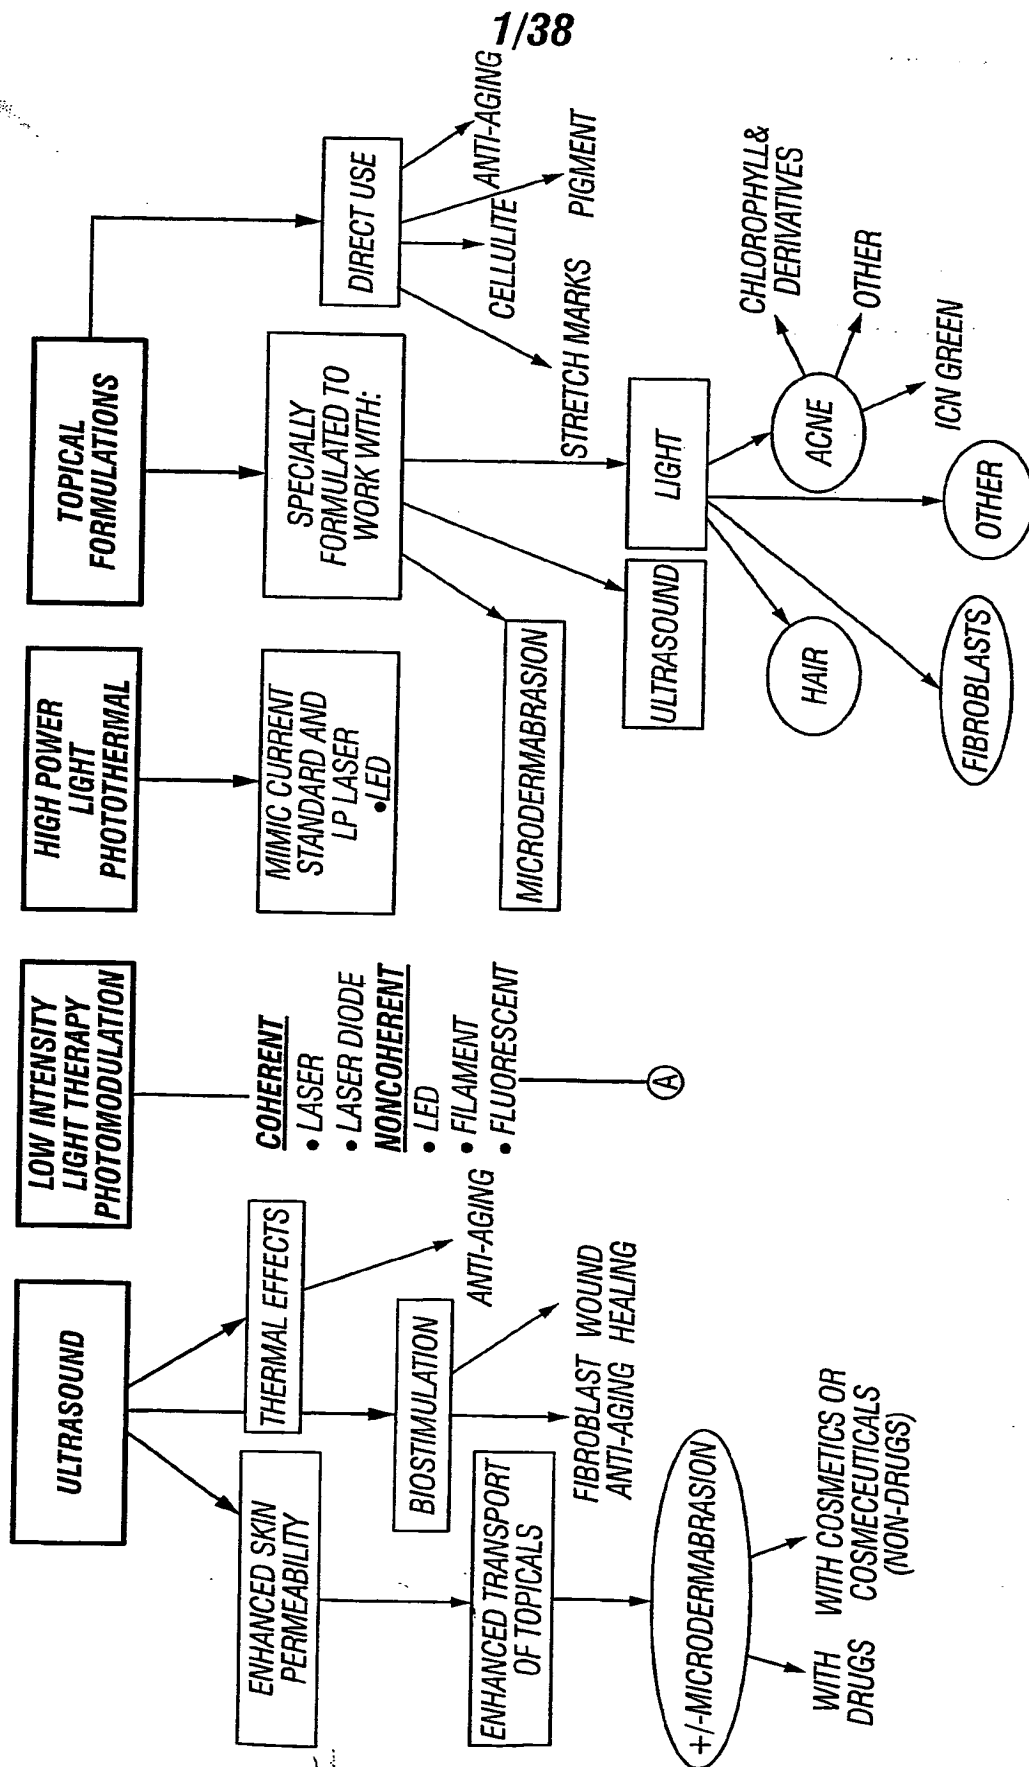 1/38
ULTRASOUND
ENHANCED SKIN
PERMEABILITY
THERMAL EFFECTS
ANTI-AGING
BIOSTIMULATION
FIBROBLAST
ANTI-AGING
WOUND
HEALING
ENHANCED TRANSPORT
OF TOPICALS
+/-MICRODERMABRASION
WITH
DRUGS
WITH COSMETICS OR
COSMECEUTICALS
(NON-DRUGS)
LOW INTENSITY
LIGHT THERAPY
PHOTOMODULATION
COHERENT
• LASER
• LASER DIODE
NONCOHERENT
• LED
• FILAMENT
• FLUORESCENT
A
HIGH POWER
LIGHT
PHOTOTHERMAL
MIMIC CURRENT
STANDARD AND
LP LASER
•LED
TOPICAL
FORMULATIONS
SPECIALLY
FORMULATED TO
WORK WITH:
MICRODERMABRASION
ULTRASOUND
LIGHT
HAIR
FIBROBLASTS
OTHER
ACNE
ICN GREEN
OTHER
CHLOROPHYLL&
DERIVATIVES
DIRECT USE
STRETCH MARKS
CELLULITE
PIGMENT
ANTI-AGING